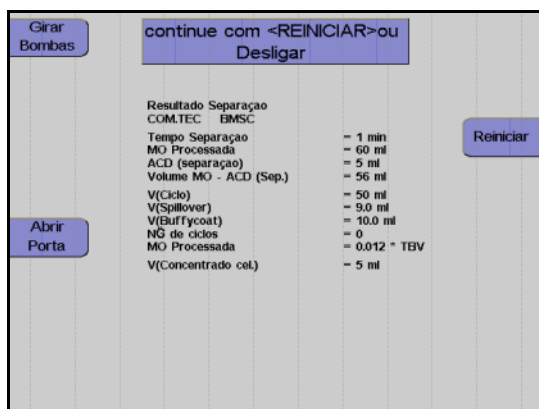 Girar
Bombas
continue com <REINICIAR>ou
Desligar
Resultado Separaçao
COM.TEC BMSC
Tempo Separaçao = 1 min
MO Processada = 60 ml
ACD (separaçao) = 5 ml
Volume MO - ACD (Sep.) = 56 ml
Reiniciar
V(Ciclo) = 50 ml
V(Spillover) = 9.0 ml
V(Buffycoat) = 10.0 ml
NG de ciclos = 0
MO Processada = 0.012 * TBV
V(Concentrado cel.) = 5 ml
Abrir
Porta